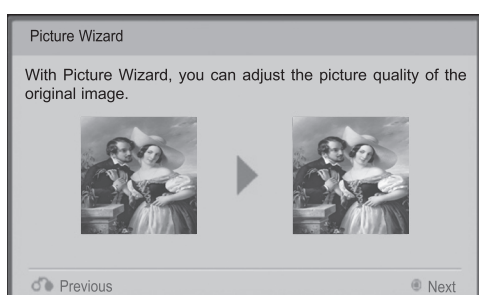 Picture Wizard
With Picture Wizard, you can adjust the picture quality of the
original image.
Previous
Next